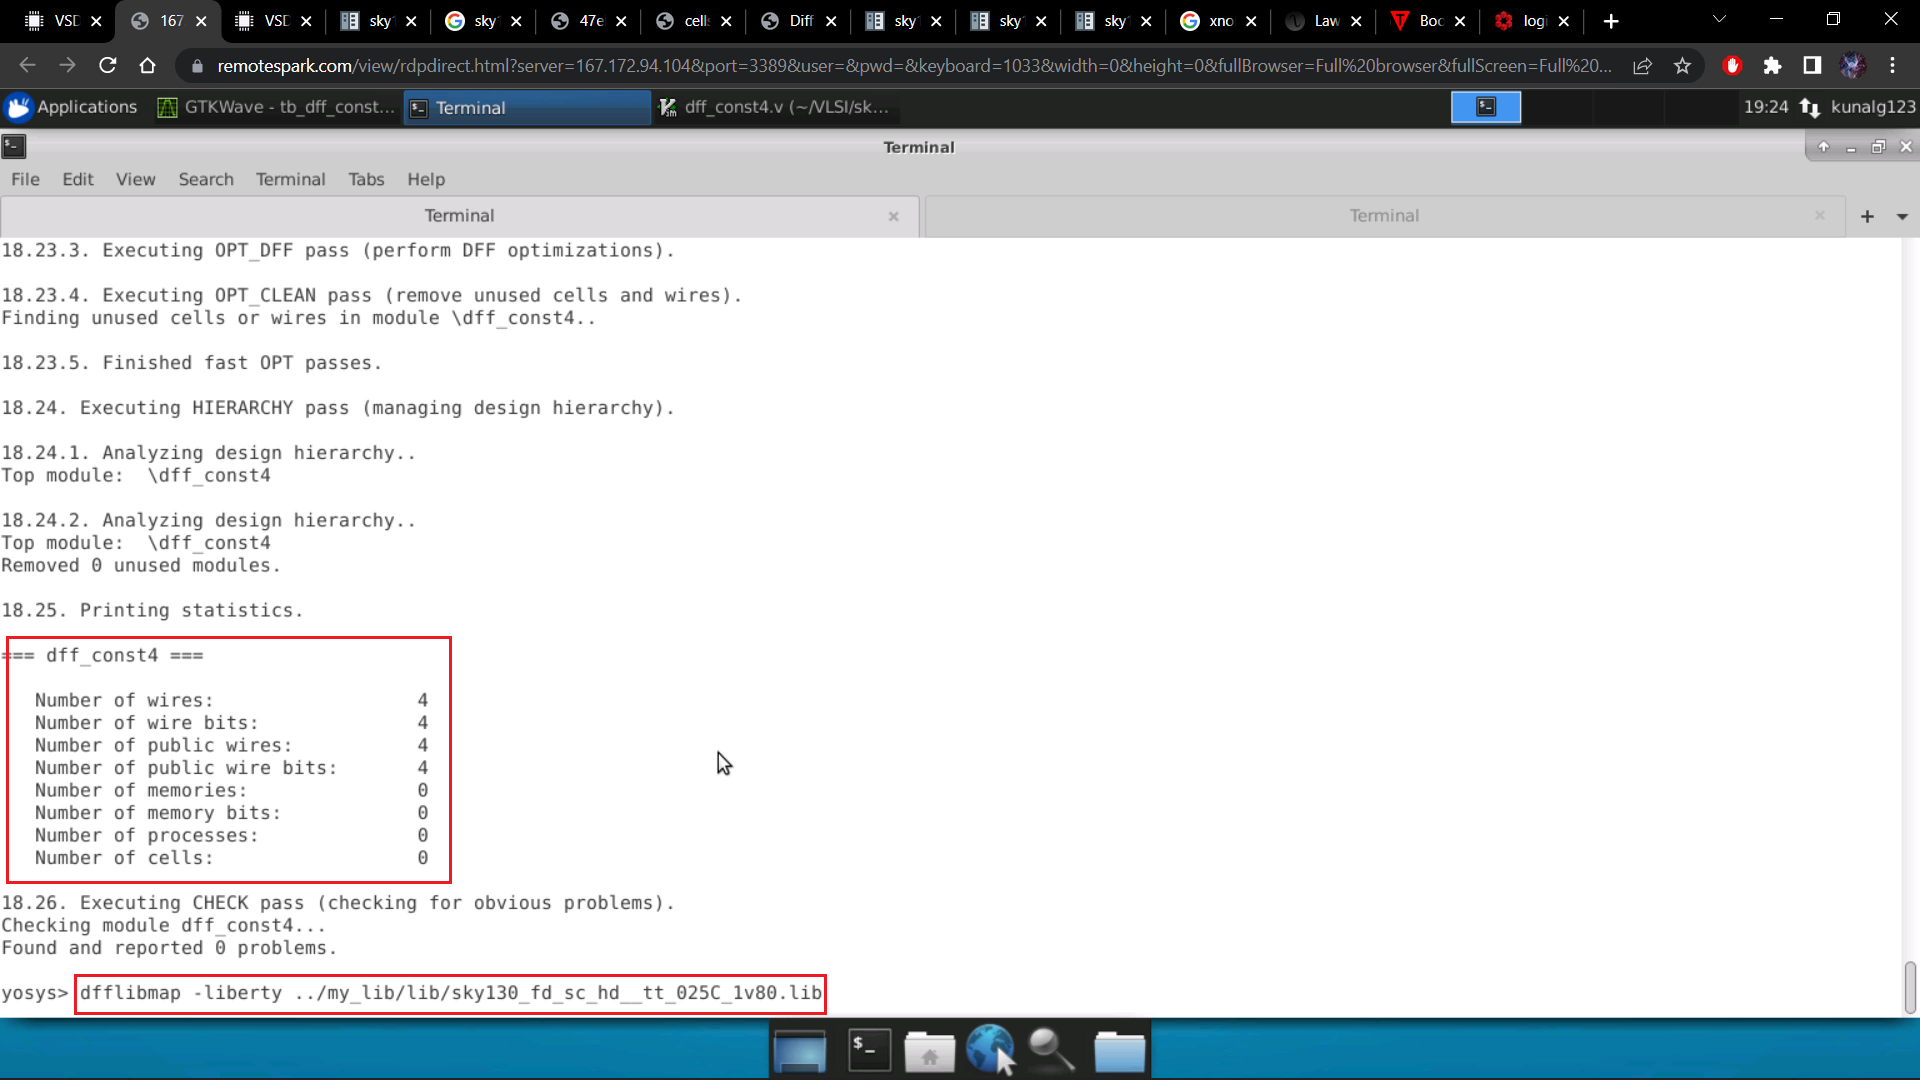 VSD
167
VSD
sky
sky
47e
cell
Diff
sky
sky
sky
xno
Law
Boc
logi
remotespark.com/view/rdpdirect.html?server=167.172.94.104&port=3389&user=&pwd=&keyboard=1033&width=0&height=0&fullBrowser=Full%20browser&fullScreen=Full%20...
Applications
GTKWave - tb_dff_const...
Terminal
dff_const4.v (~/VLSI/sk...
19:24
kunalg123
Terminal
File Edit View Search Terminal Tabs Help
Terminal
Terminal
18.23.3. Executing OPT_DFF pass (perform DFF optimizations).
18.23.4. Executing OPT_CLEAN pass (remove unused cells and wires).
Finding unused cells or wires in module \dff_const4..
18.23.5. Finished fast OPT passes.
18.24. Executing HIERARCHY pass (managing design hierarchy).
18.24.1. Analyzing design hierarchy..
Top module:  \dff_const4
18.24.2. Analyzing design hierarchy..
Top module:  \dff_const4
Removed 0 unused modules.
18.25. Printing statistics.
=== dff_const4 ===
Number of wires: 4
Number of wire bits: 4
Number of public wires: 4
Number of public wire bits: 4
Number of memories: 0
Number of memory bits: 0
Number of processes: 0
Number of cells: 0
18.26. Executing CHECK pass (checking for obvious problems).
Checking module dff_const4...
Found and reported 0 problems.
yosys> dfflibmap -liberty ../my_lib/lib/sky130_fd_sc_hd__tt_025C_1v80.lib